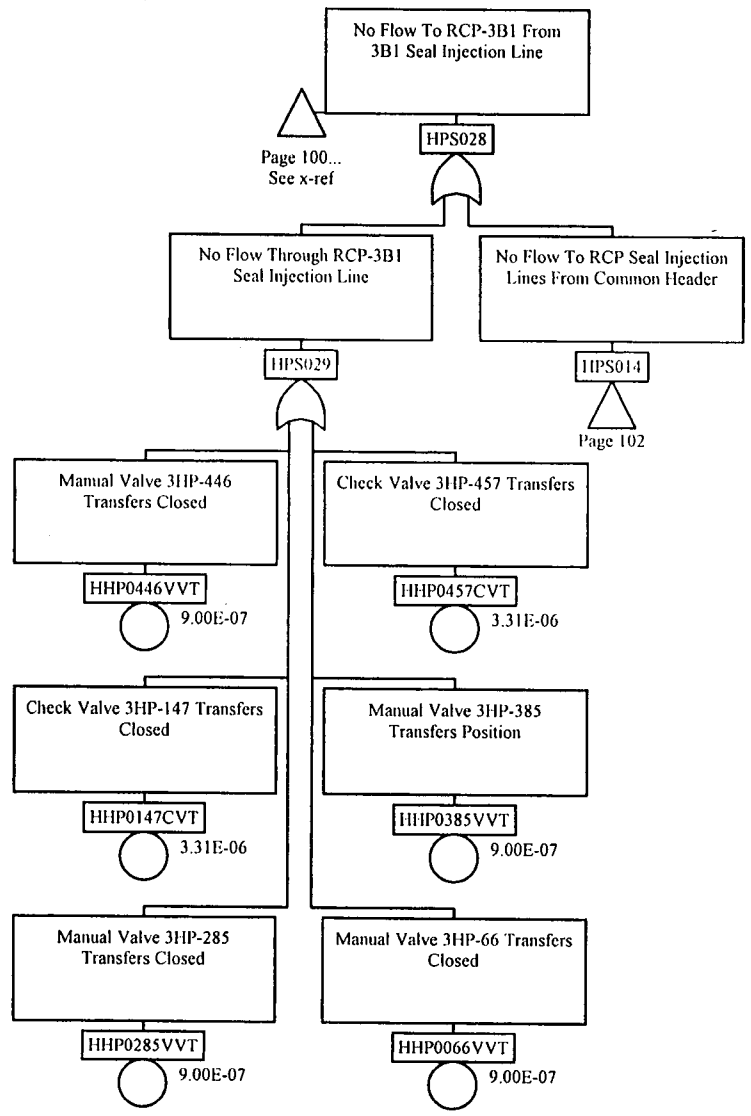 No Flow To RCP-3B1 From
3B1 Seal Injection Line
HPS028
Page 100...
See x-ref
No Flow Through RCP-3B1
Seal Injection Line
HPS029
No Flow To RCP Seal Injection
Lines From Common Header
HPS014
Page 102
Manual Valve 3HP-446
Transfers Closed
HHP0446VVT
9.00E-07
Check Valve 3HP-457 Transfers
Closed
HHP0457CVT
3.31E-06
Check Valve 3HP-147 Transfers
Closed
HHP0147CVT
3.31E-06
Manual Valve 3HP-385
Transfers Position
HHP0385VVT
9.00E-07
Manual Valve 3HP-285
Transfers Closed
HHP0285VVT
9.00E-07
Manual Valve 3HP-66 Transfers
Closed
HHP0066VVT
9.00E-07